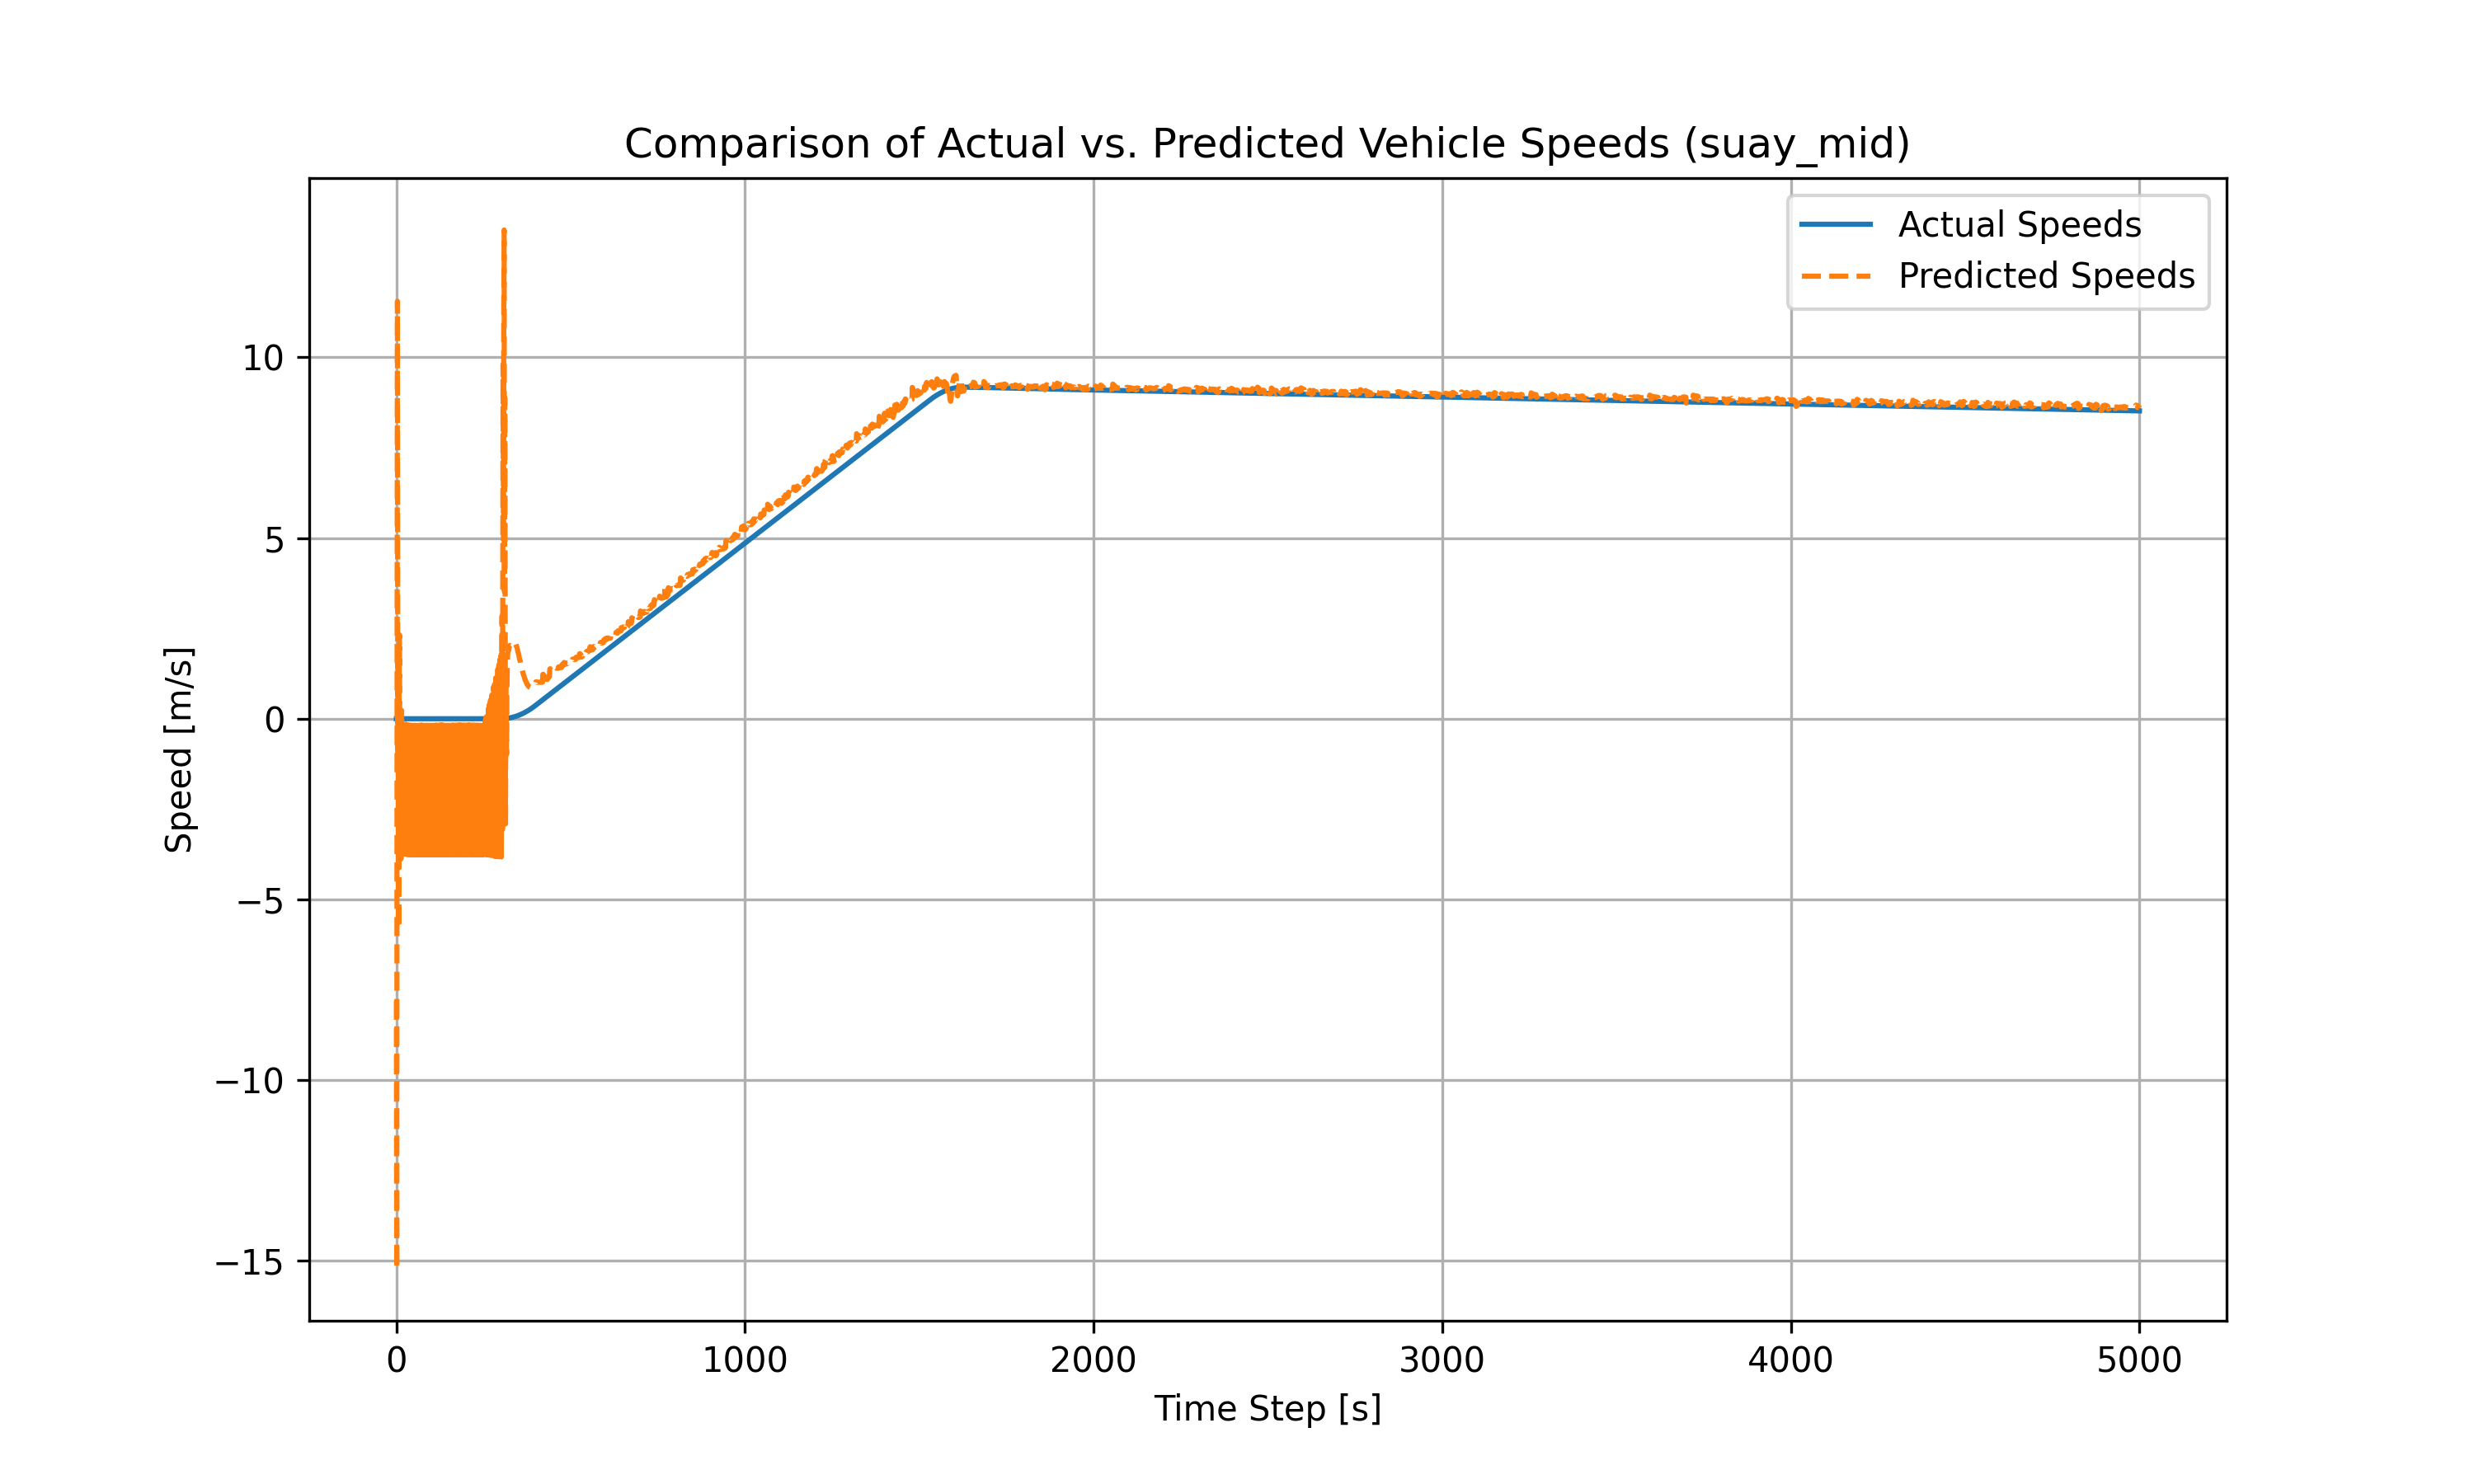 Comparison of Actual vs. Predicted Vehicle Speeds (suay_mid)
Actual Speeds
Predicted Speeds
Speed [m/s]
10
5
0
−5
−10
−15
0 1000 2000 3000 4000 5000
Time Step [s]